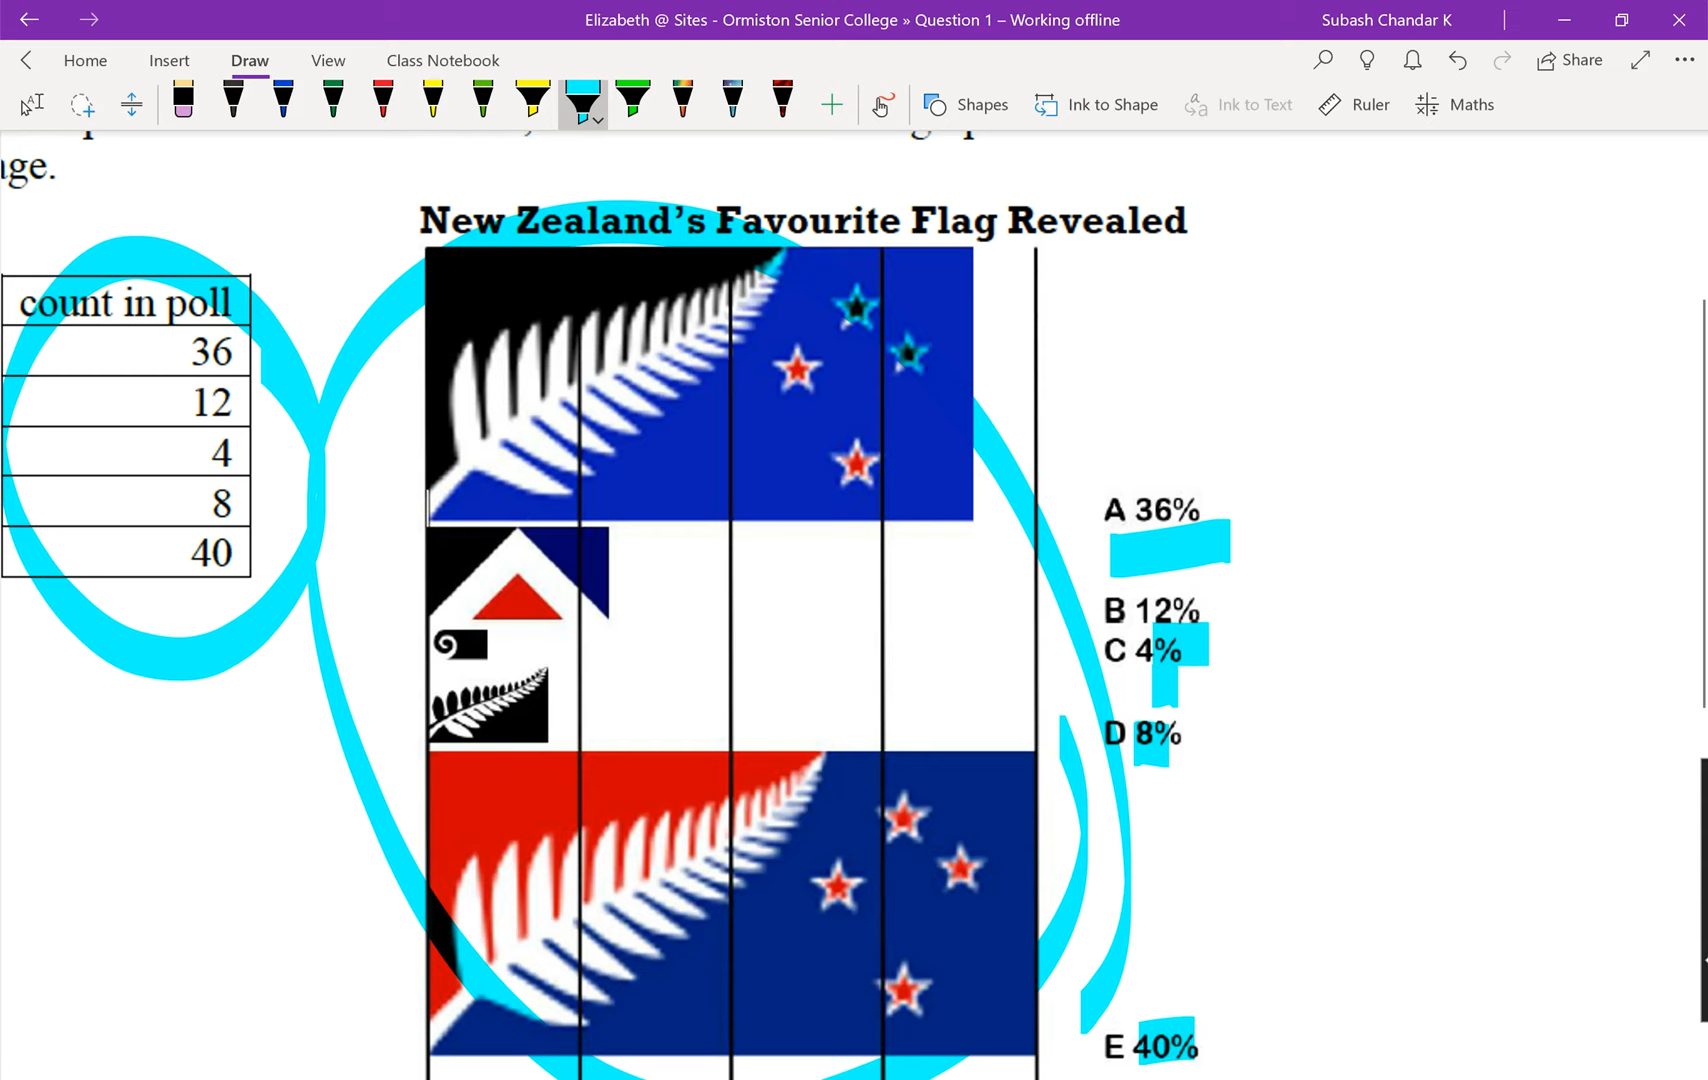 Elizabeth @ Sites - Ormiston Senior College » Question 1 – Working offline
Subash Chandar K
Home Insert Draw View Class Notebook
Share
Shapes Ink to Shape Ink to Text Ruler Maths
age.
New Zealand's Favourite Flag Revealed
count in poll
36
12
4
8
40
A 36%
B 12%
C 4%
D 8%
E 40%